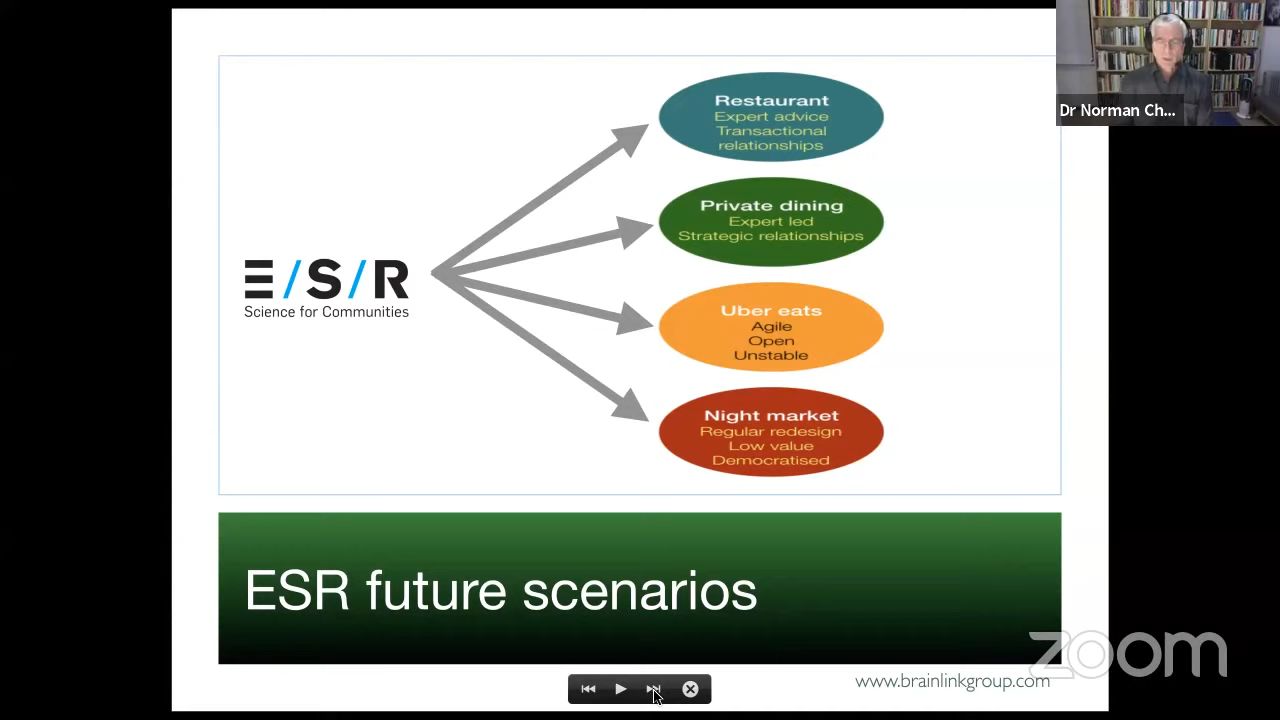 Restaurant
Expert advice
Transactional
relationships
Private dining
Expert led
Strategic relationships
Uber eats
Agile
Open
Unstable
Night market
Regular redesign
Low value
Democratised
E/S/R
Science for Communities
ESR future scenarios
www.brainlinkgroup.com
zoom
Dr Norman Ch...